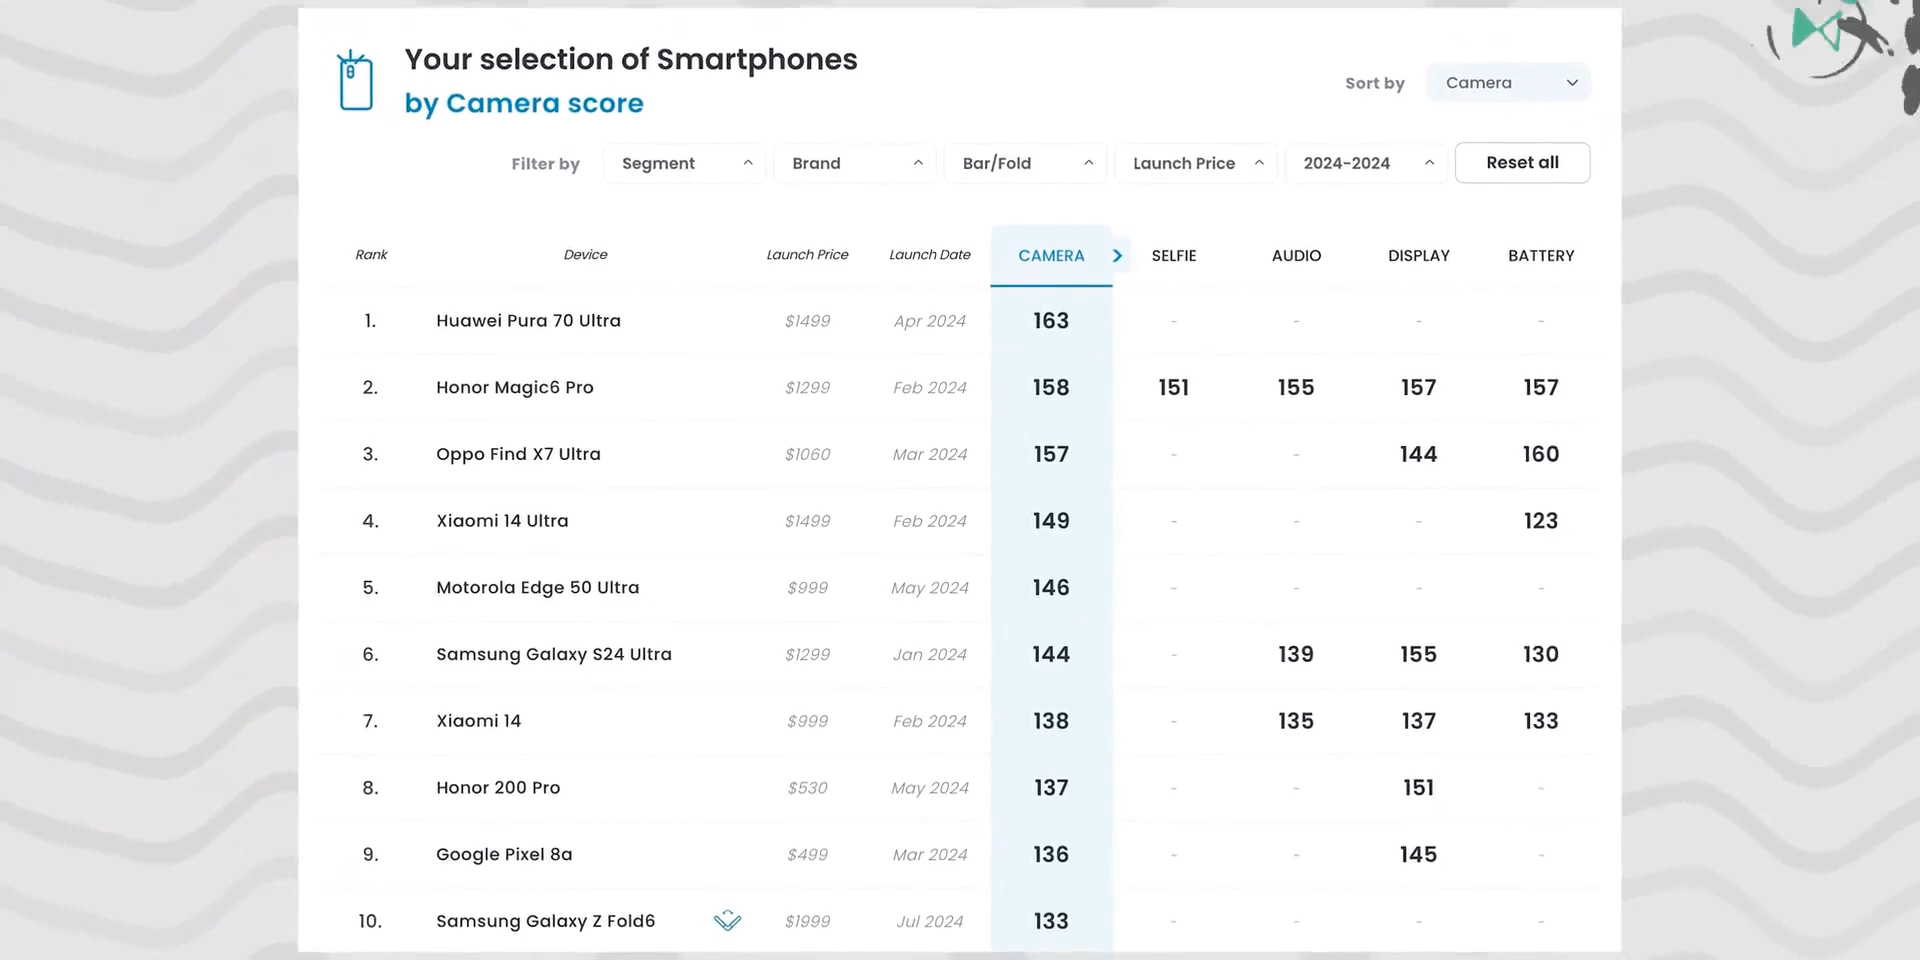 Your selection of Smartphones
by Camera score
Sort by Camera
Filter by Segment Brand Bar/Fold Launch Price 2024-2024 Reset all
Rank Device Launch Price Launch Date CAMERA SELFIE AUDIO DISPLAY BATTERY
1. Huawei Pura 70 Ultra $1499 Apr 2024 163 - - - -
2. Honor Magic6 Pro $1299 Feb 2024 158 151 155 157 157
3. Oppo Find X7 Ultra $1060 Mar 2024 157 - - 144 160
4. Xiaomi 14 Ultra $1499 Feb 2024 149 - - - 123
5. Motorola Edge 50 Ultra $999 May 2024 146 - - - -
6. Samsung Galaxy S24 Ultra $1299 Jan 2024 144 - 139 155 130
7. Xiaomi 14 $999 Feb 2024 138 - 135 137 133
8. Honor 200 Pro $530 May 2024 137 - - 151 -
9. Google Pixel 8a $499 Mar 2024 136 - - 145 -
10. Samsung Galaxy Z Fold6 $1999 Jul 2024 133 - - - -